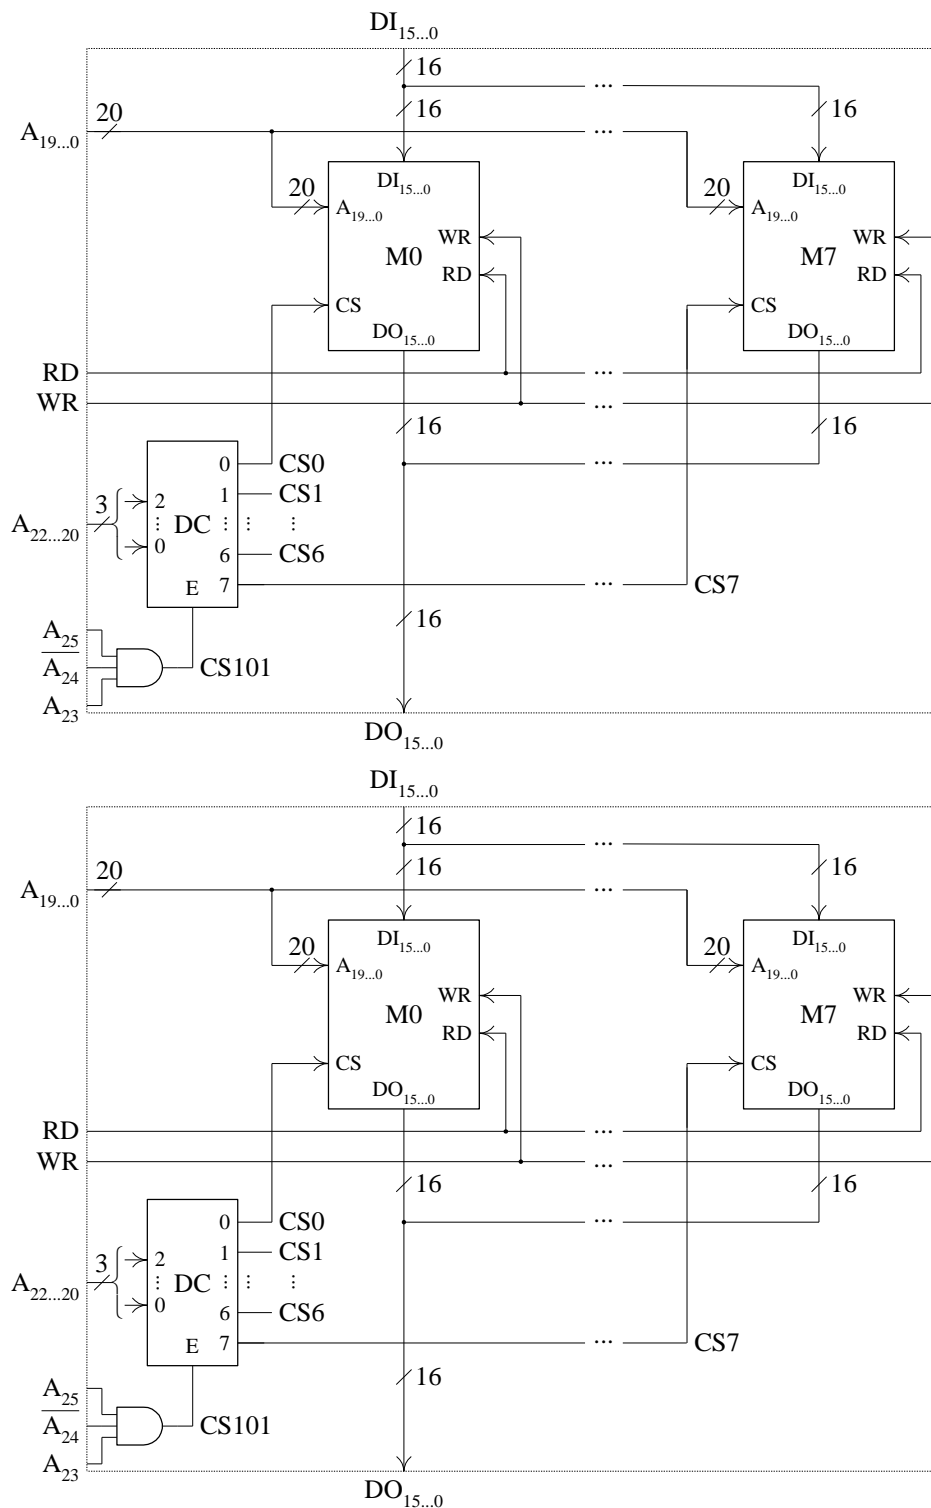 DI15...0
16
...
20
16
16
A19...0
...
20
DI15...0
20
DI15...0
A19...0
A19...0
WR
WR
M0
M7
RD
RD
CS
CS
DO15...0
DO15...0
RD
...
WR
...
16
16
0
CS0
...
3
2
1
CS1
A22...20
⋮
DC
⋮
⋮
⋮
0
6
CS6
E
7
...
CS7
16
A25
A24
CS101
A23
DO15...0
DI15...0
16
...
20
16
16
A19...0
...
20
DI15...0
20
DI15...0
A19...0
A19...0
WR
WR
M0
M7
RD
RD
CS
CS
DO15...0
DO15...0
RD
...
WR
...
16
16
0
CS0
...
3
2
1
CS1
A22...20
⋮
DC
⋮
⋮
⋮
0
6
CS6
E
7
...
CS7
16
A25
A24
CS101
A23
DO15...0